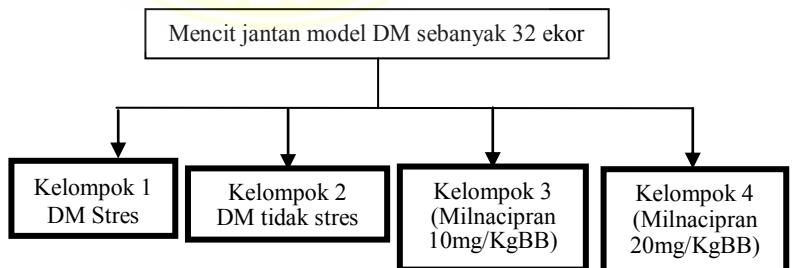 Mencit jantan model DM sebanyak 32 ekor
Kelompok 1
DM Stres
Kelompok 2
DM tidak stres
Kelompok 3
(Milnacipran
10mg/KgBB)
Kelompok 4
(Milnacipran
20mg/KgBB)